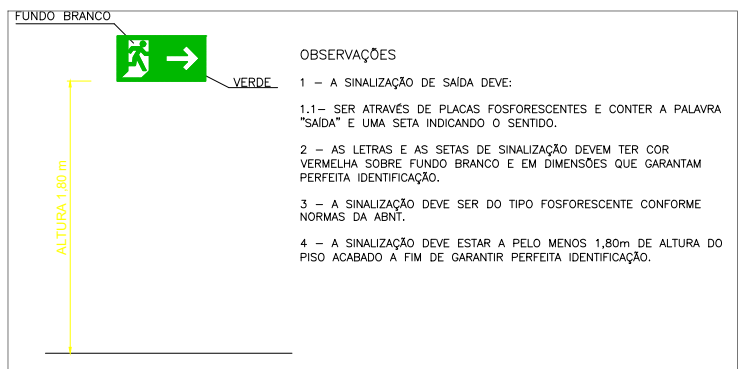 FUNDO BRANCO
VERDE
ALTURA 1,80 m
OBSERVAÇÕES
1 – A SINALIZAÇÃO DE SAÍDA DEVE:
1.1– SER ATRAVÉS DE PLACAS FOSFORESCENTES E CONTER A PALAVRA
"SAÍDA" E UMA SETA INDICANDO O SENTIDO.
2 – AS LETRAS E AS SETAS DE SINALIZAÇÃO DEVEM TER COR
VERMELHA SOBRE FUNDO BRANCO E EM DIMENSÕES QUE GARANTAM
PERFEITA IDENTIFICAÇÃO.
3 – A SINALIZAÇÃO DEVE SER DO TIPO FOSFORESCENTE CONFORME
NORMAS DA ABNT.
4 – A SINALIZAÇÃO DEVE ESTAR A PELO MENOS 1,80m DE ALTURA DO
PISO ACABADO A FIM DE GARANTIR PERFEITA IDENTIFICAÇÃO.